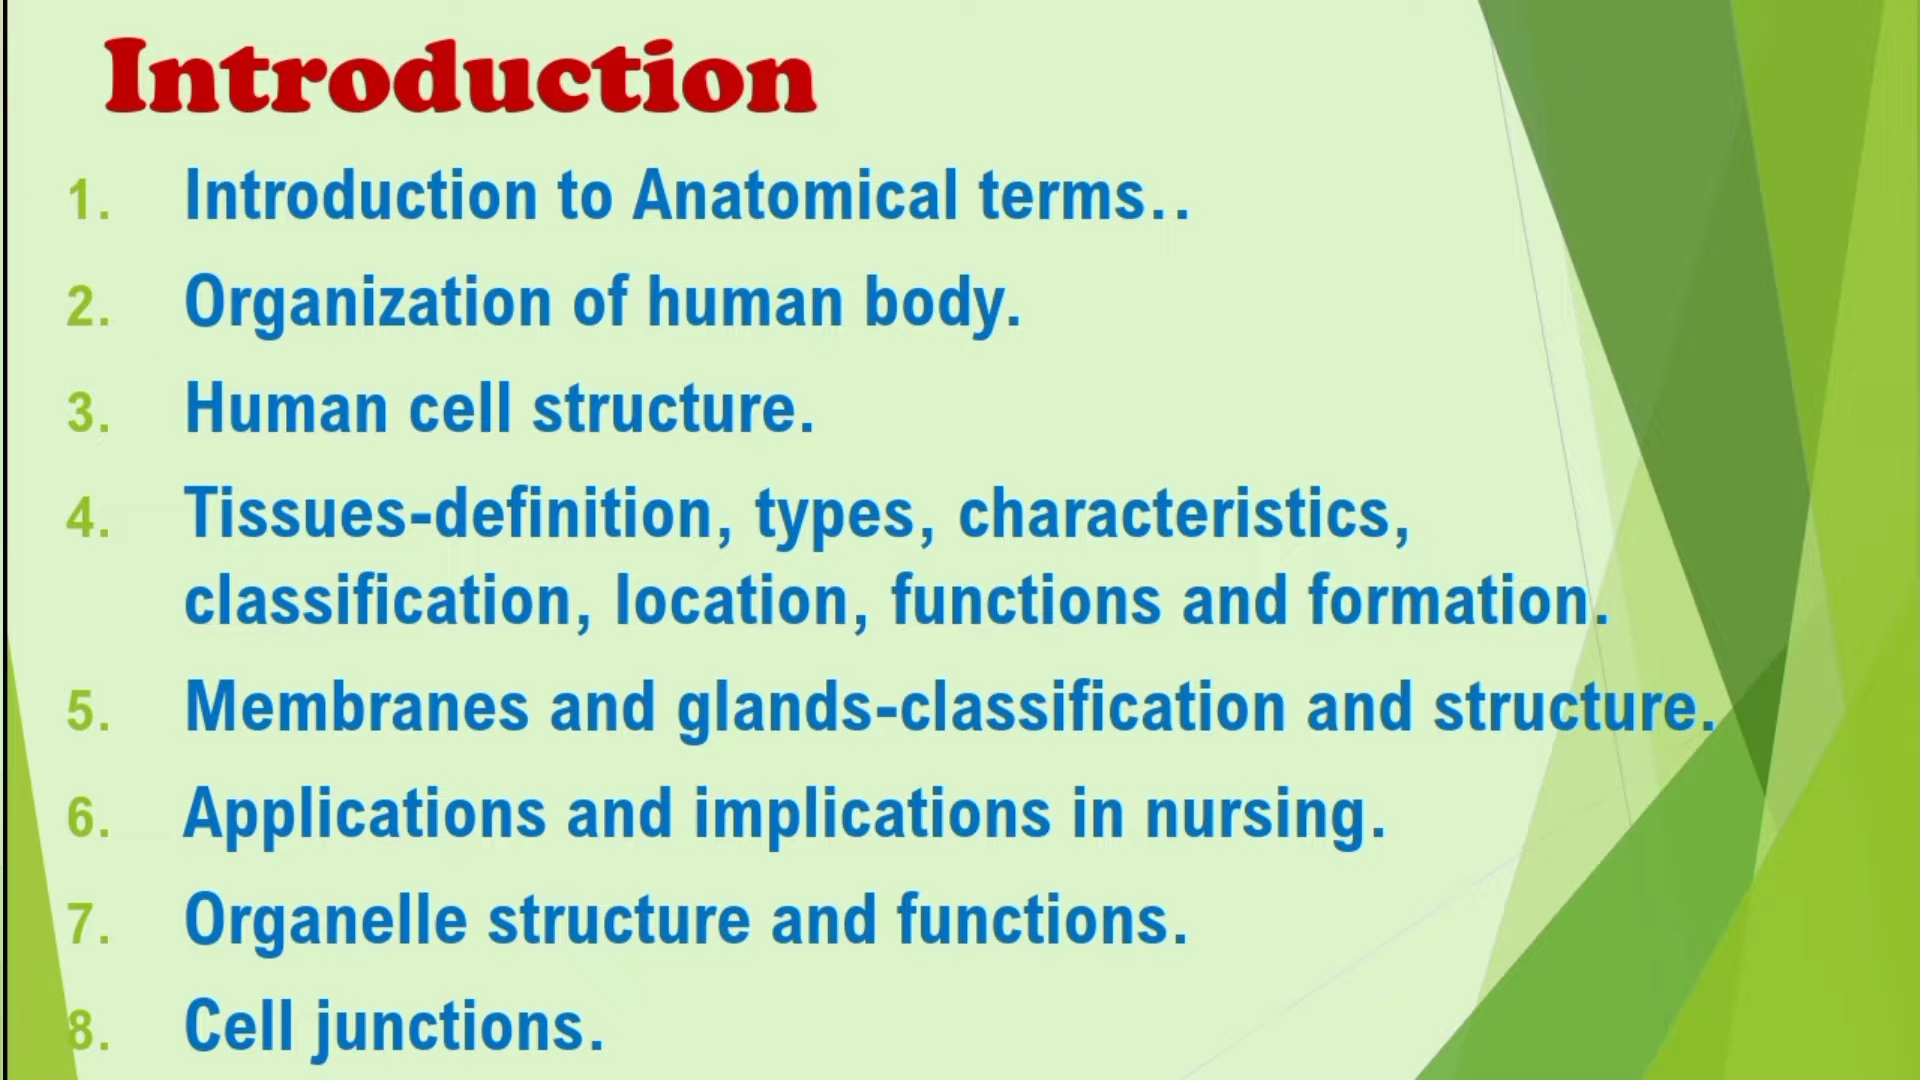 Introduction
1. Introduction to Anatomical terms..
2. Organization of human body.
3. Human cell structure.
4. Tissues-definition, types, characteristics,
classification, location, functions and formation.
5. Membranes and glands-classification and structure.
6. Applications and implications in nursing.
7. Organelle structure and functions.
8. Cell junctions.